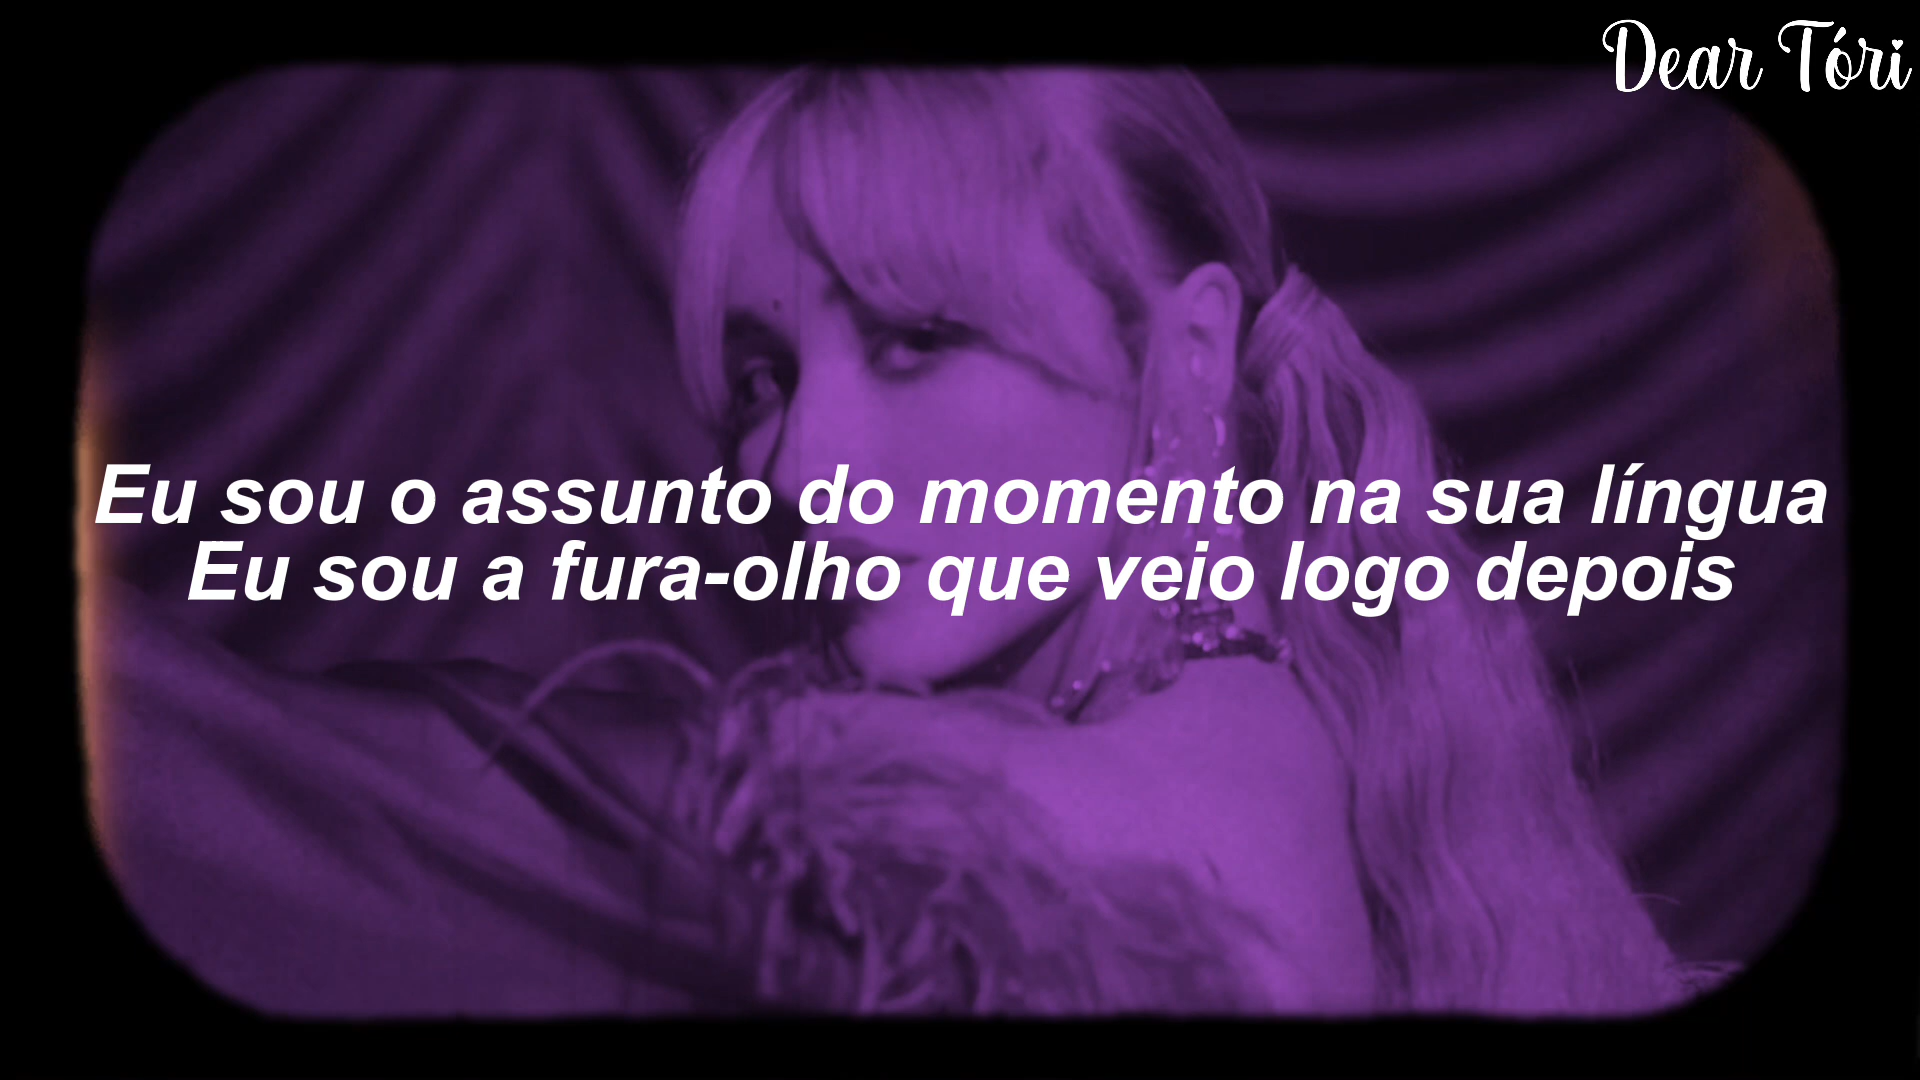 Dear Tóri
Eu sou o assunto do momento na sua língua
Eu sou a fura-olho que veio logo depois